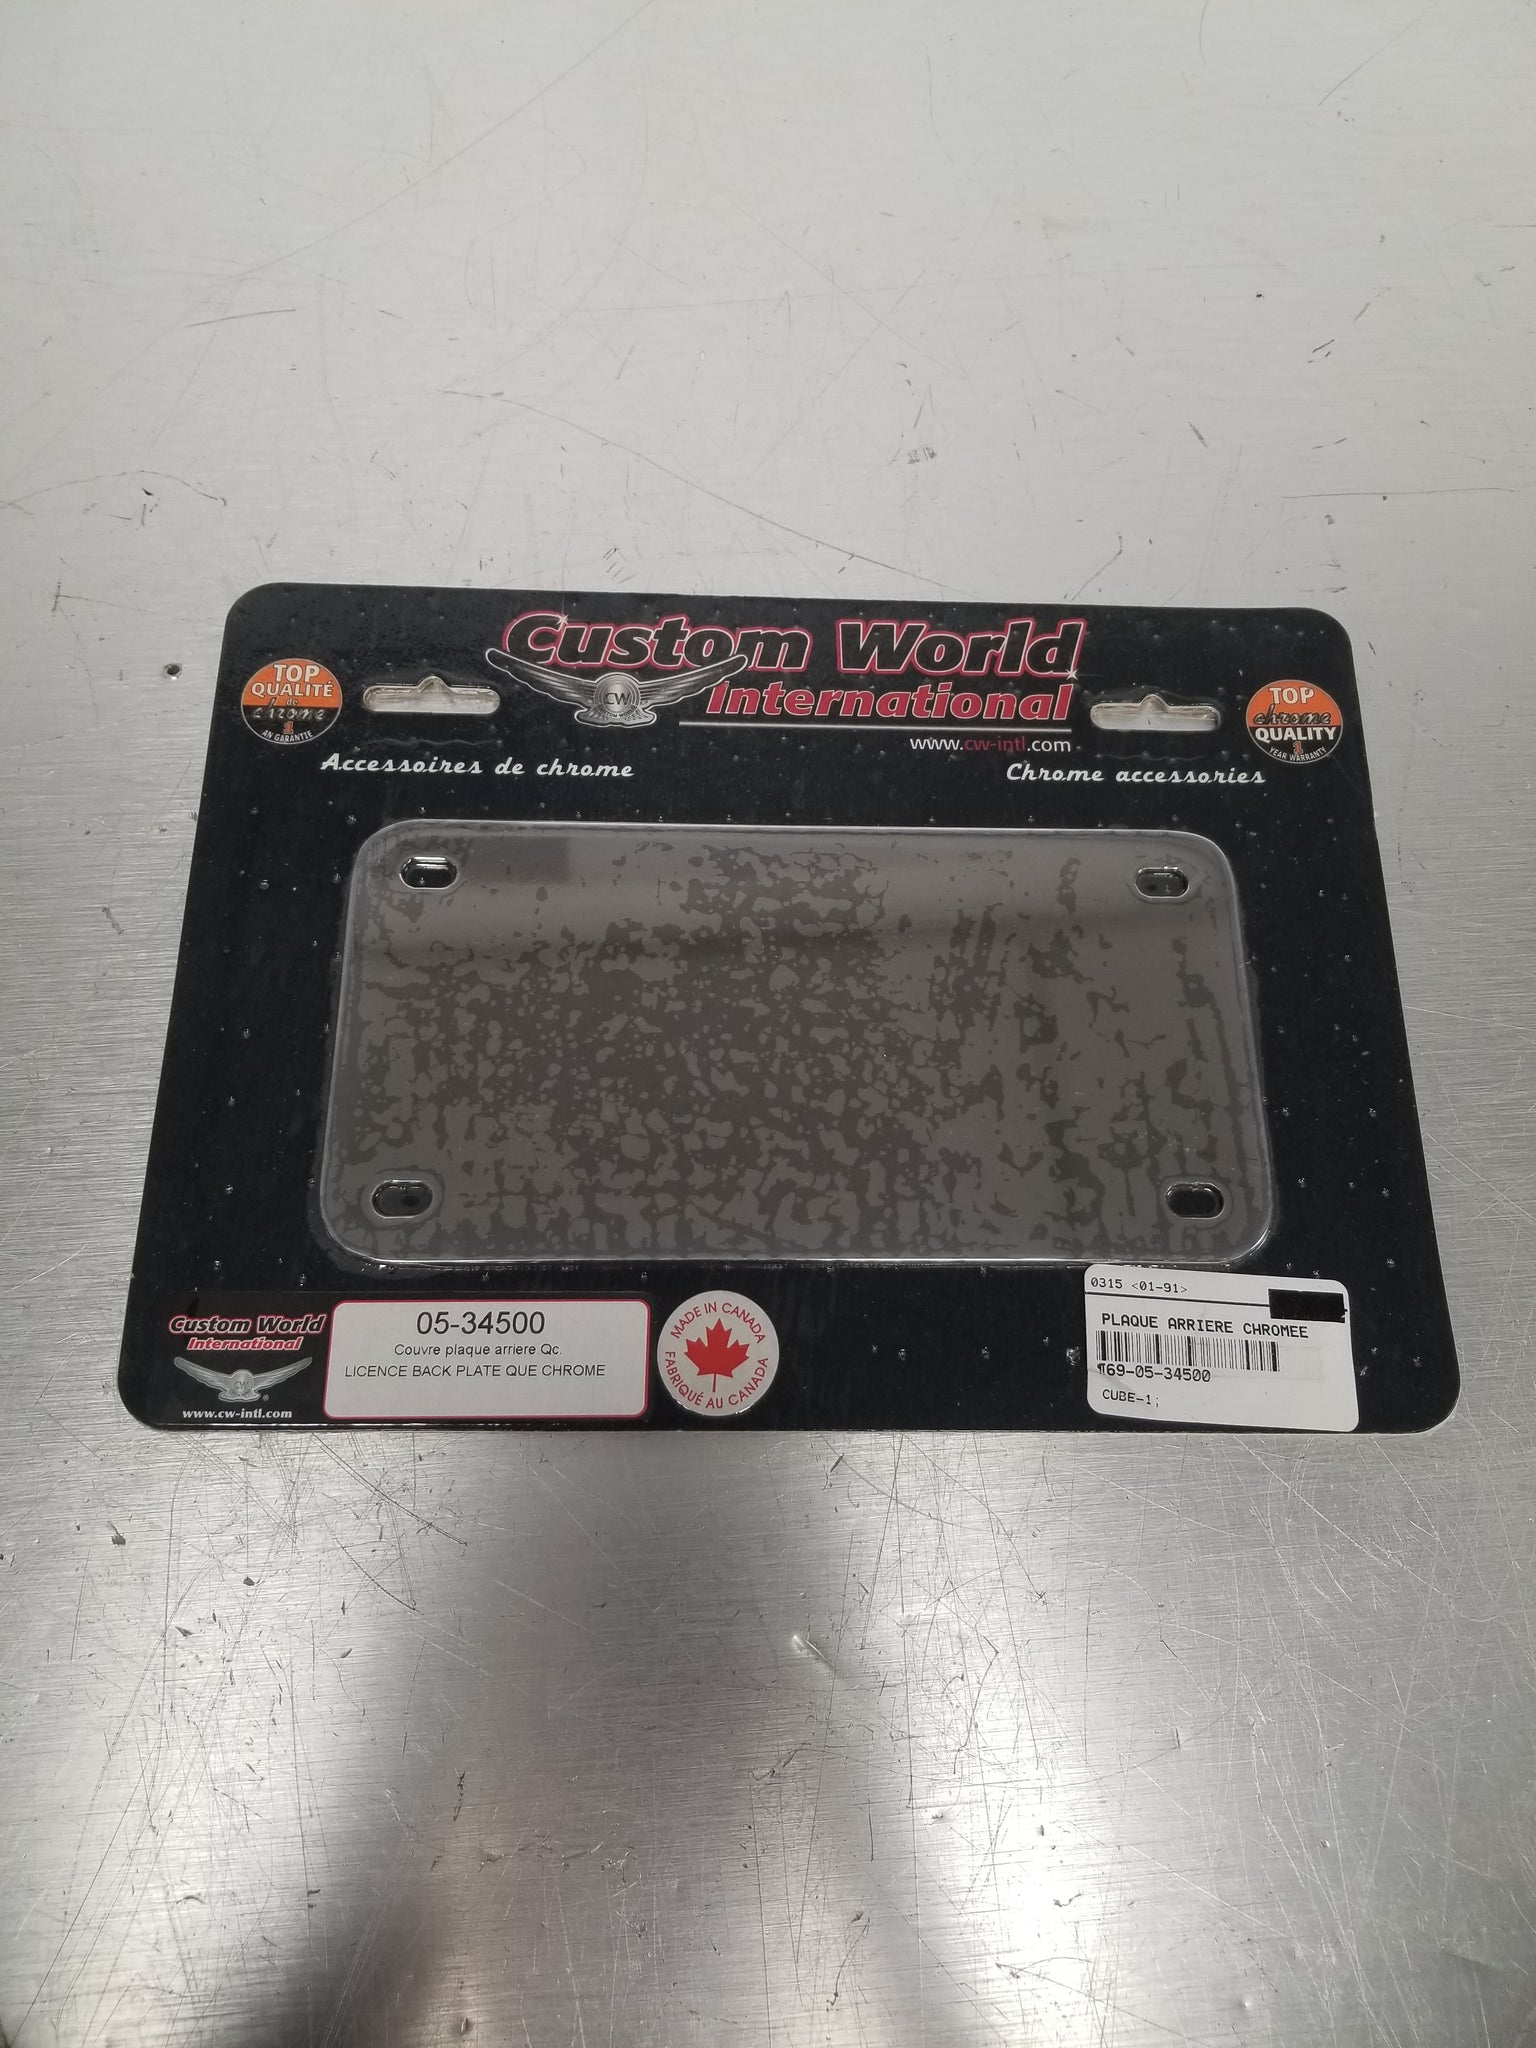 Custom World
International
CW
www.cw-intl.com
TOP
QUALITÉ
de
chrome
1
AN GARANTIE
TOP
chrome
QUALITY
1
YEAR WARRANTY
Accessoires de chrome
Chrome accessories
Custom World
International
www.cw-intl.com
05-34500
Couvre plaque arriere Qc.
LICENCE BACK PLATE QUE CHROME
MADE IN CANADA
FABRIQUÉ AU CANADA
0315 <01-91>
PLAQUE ARRIERE CHROMEE
¶69-05-34500
CUBE-1;